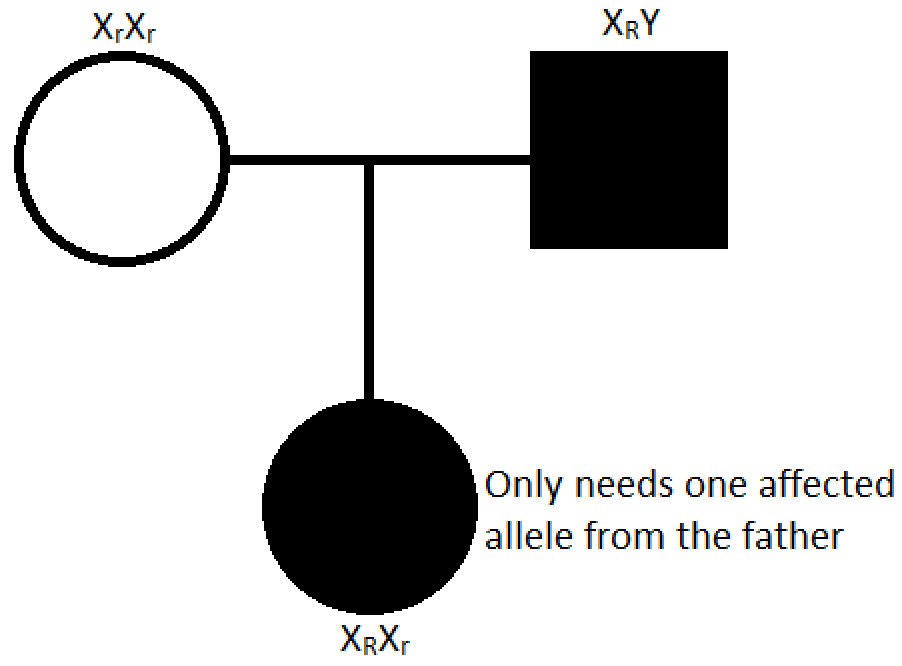 XrXr
XRY
Only needs one affected
allele from the father
XRXr